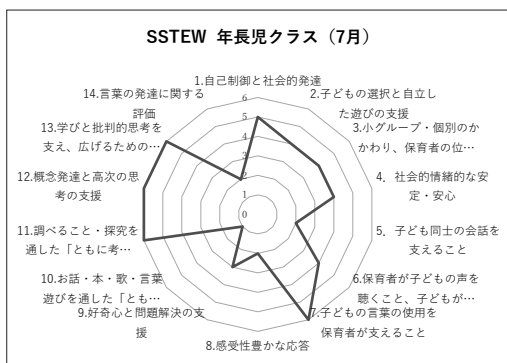 SSTEW 年長児クラス（7月）
1.自己制御と社会的発達
2.子どもの選択と自立し
た遊びの支援
3.小グループ・個別のか
かわり、保育者の位…
4．社会的情緒的な安
定・安心
5．子ども同士の会話を
支えること
6.保育者が子どもの声を
聴くこと、子どもが…
7.子どもの言葉の使用を
保育者が支えること
8.感受性豊かな応答
9.好奇心と問題解決の支
援
10.お話・本・歌・言葉
遊びを通した「とも…
11.調べること・探究を
通した「ともに考…
12.概念発達と高次の思
考の支援
13.学びと批判的思考を
支え、広げるための…
14.言葉の発達に関する
評価
6
5
4
3
2
1
0